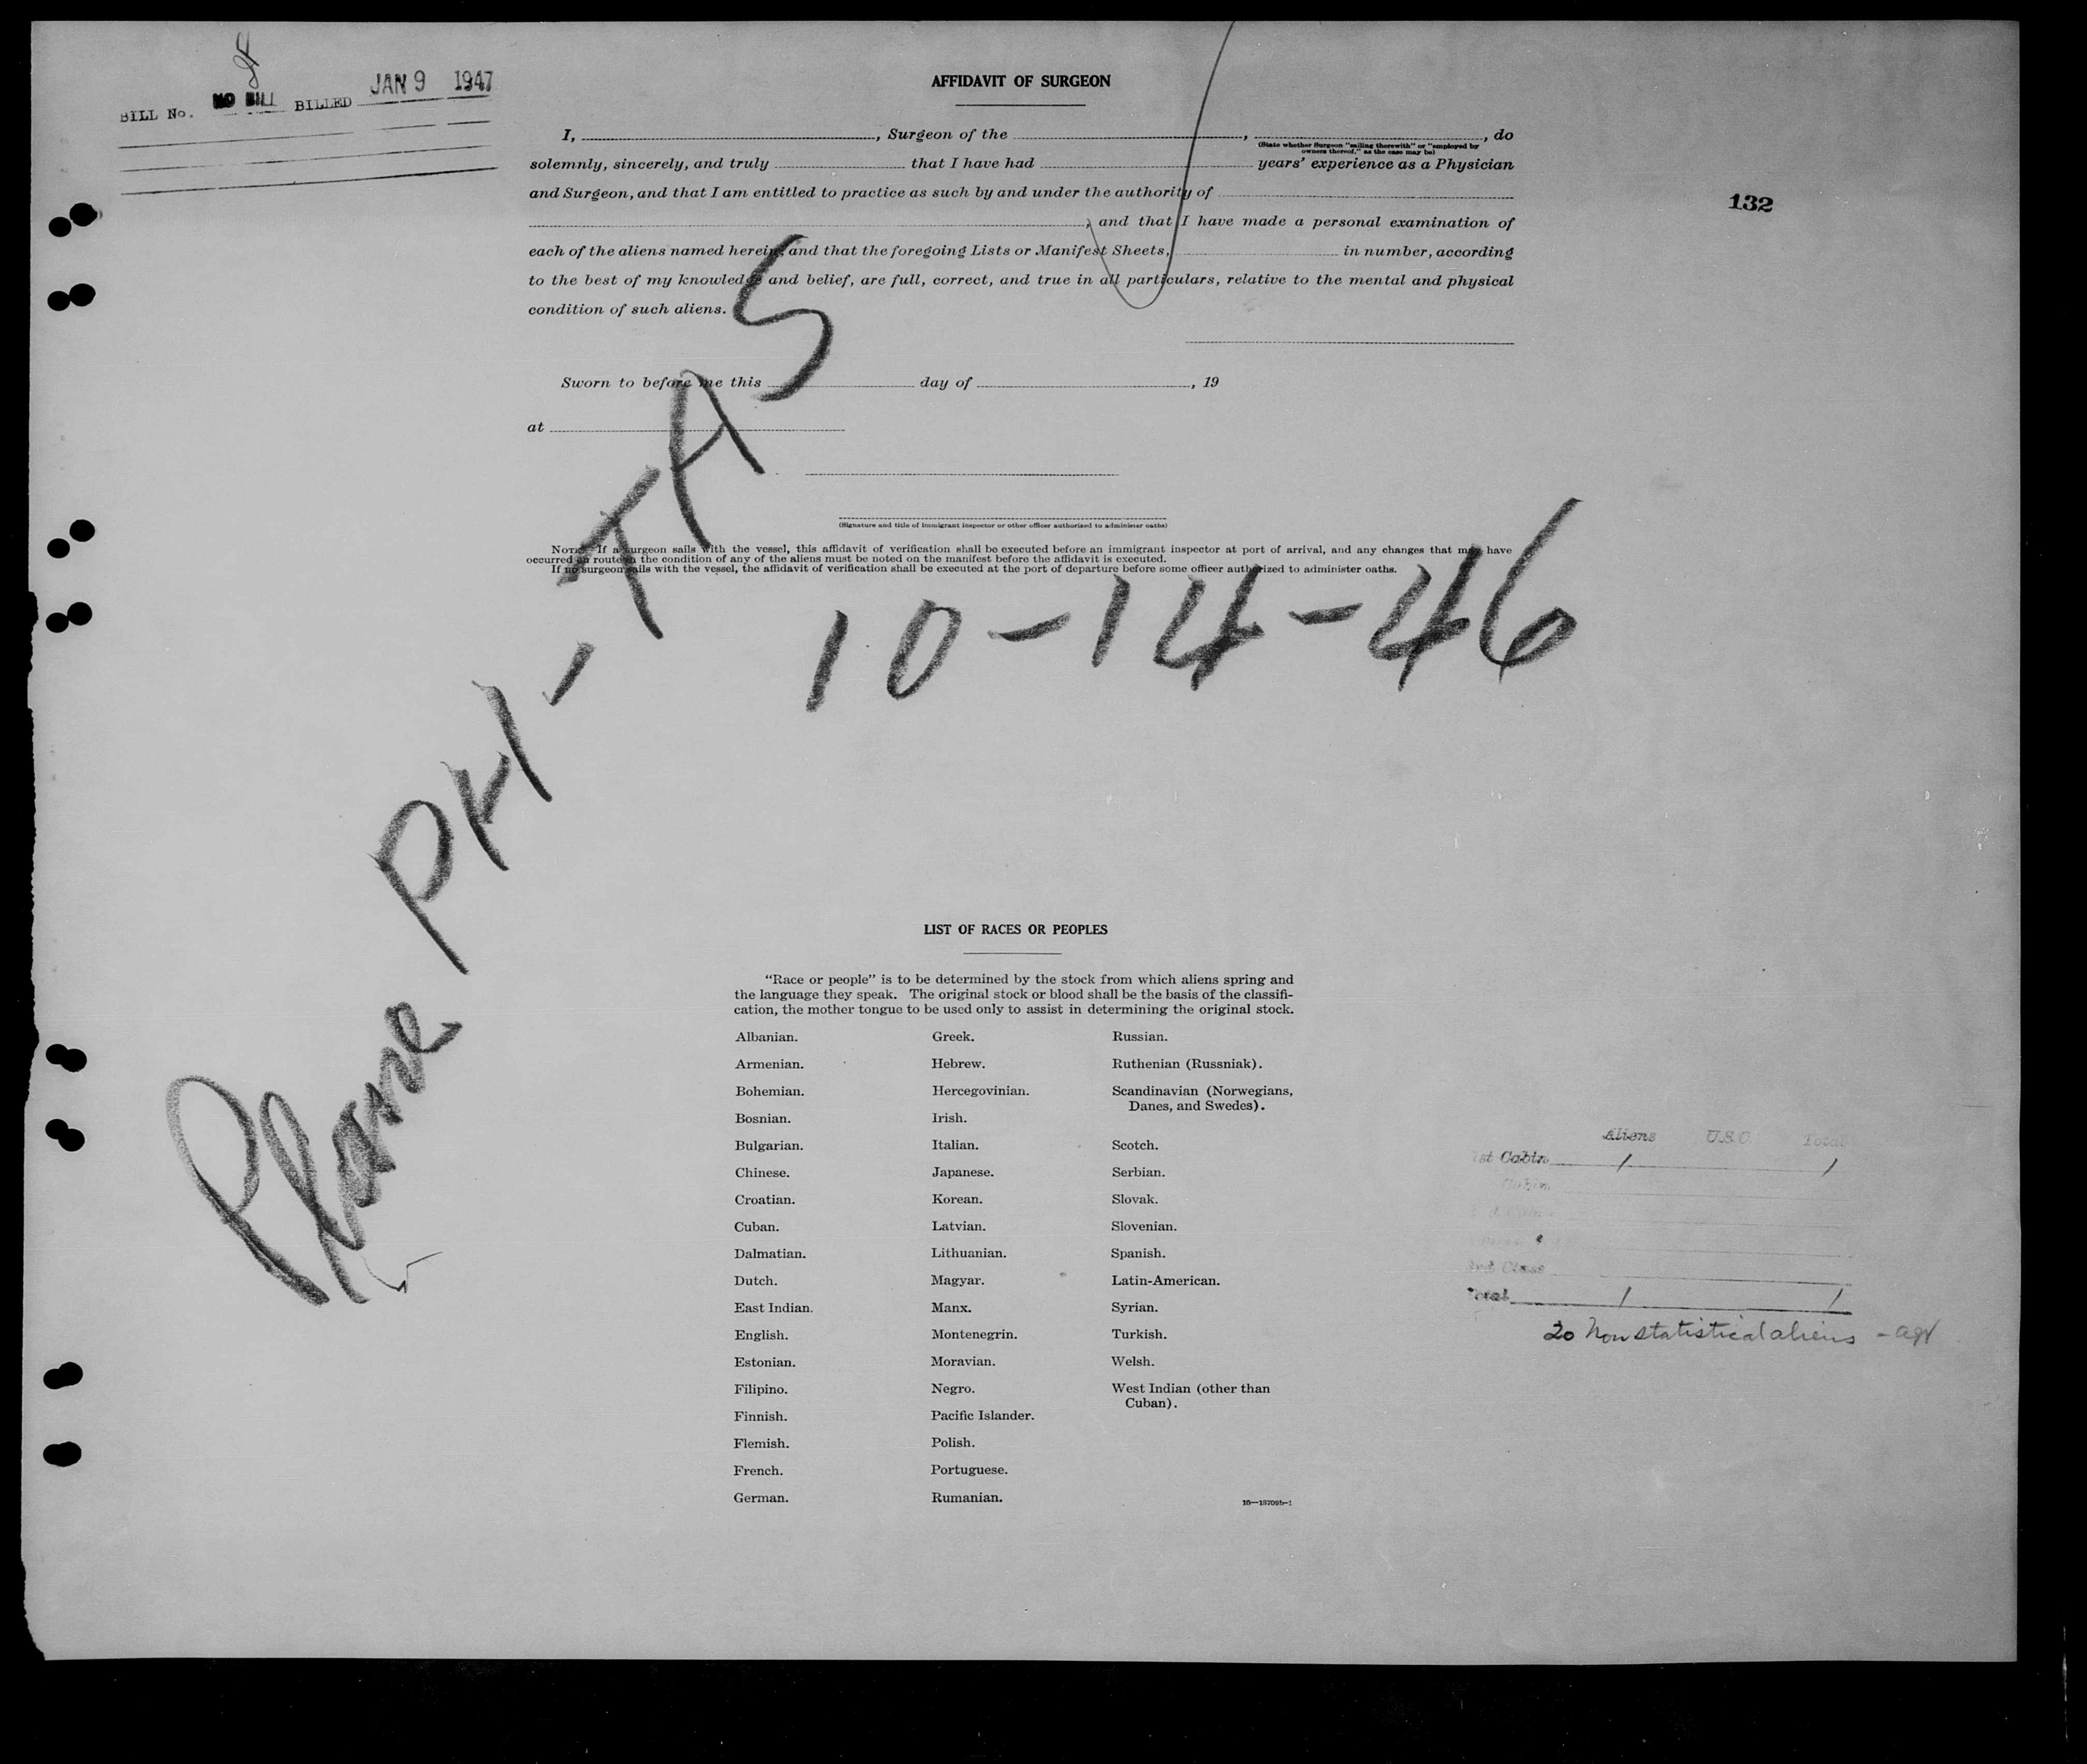 BILL No. NO BILL BILLED JAN 9 1947
132
AFFIDAVIT OF SURGEON
I, , Surgeon of the , , do
(State whether Surgeon "sailing therewith" or "employed by
owners thereof," as the case may be)
solemnly, sincerely, and truly that I have had years' experience as a Physician
and Surgeon, and that I am entitled to practice as such by and under the authority of
, and that I have made a personal examination of
each of the aliens named herein and that the foregoing Lists or Manifest Sheets, in number, according
to the best of my knowledge and belief, are full, correct, and true in all particulars, relative to the mental and physical
condition of such aliens.
Sworn to before me this day of , 19
at
(Signature and title of immigrant inspector or other officer authorized to administer oaths)
NOTE.—If a surgeon sails with the vessel, this affidavit of verification shall be executed before an immigrant inspector at port of arrival, and any changes that may have
occurred en route in the condition of any of the aliens must be noted on the manifest before the affidavit is executed.
If no surgeon sails with the vessel, the affidavit of verification shall be executed at the port of departure before some officer authorized to administer oaths.
Plane PH-TAS
10-14-46
LIST OF RACES OR PEOPLES
"Race or people" is to be determined by the stock from which aliens spring and
the language they speak. The original stock or blood shall be the basis of the classifi-
cation, the mother tongue to be used only to assist in determining the original stock.
Albanian.
Armenian.
Bohemian.
Bosnian.
Bulgarian.
Chinese.
Croatian.
Cuban.
Dalmatian.
Dutch.
East Indian.
English.
Estonian.
Filipino.
Finnish.
Flemish.
French.
German.
Greek.
Hebrew.
Hercegovinian.
Irish.
Italian.
Japanese.
Korean.
Latvian.
Lithuanian.
Magyar.
Manx.
Montenegrin.
Moravian.
Negro.
Pacific Islander.
Polish.
Portuguese.
Rumanian.
Russian.
Ruthenian (Russniak).
Scandinavian (Norwegians,
Danes, and Swedes).
Scotch.
Serbian.
Slovak.
Slovenian.
Spanish.
Latin-American.
Syrian.
Turkish.
Welsh.
West Indian (other than
Cuban).
16—18709b-1
Aliens U.S.C Total
1st Cabin 1 1
Cabin
3rd Class
Total 1 1
20 Non statistical aliens